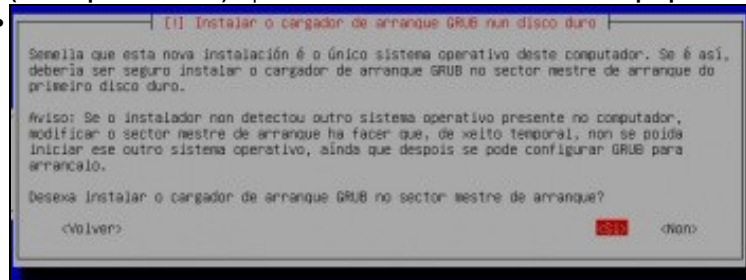 [!] Instalar o cargador de arranque GRUB nun disco duro
Semella que esta nova instalación é o único sistema operativo deste computador. Se é así,
debería ser seguro instalar o cargador de arranque GRUB no sector mestre de arranque do
primeiro disco duro.
Aviso: Se o instalador non detectou outro sistema operativo presente no computador,
modificar o sector mestre de arranque ha facer que, de xeito temporal, non se poida
iniciar ese outro sistema operativo, aínda que despois se pode configurar GRUB para
arrancalo.
Desexa instalar o cargador de arranque GRUB no sector mestre de arranque?
<Volver> <Si> <Non>